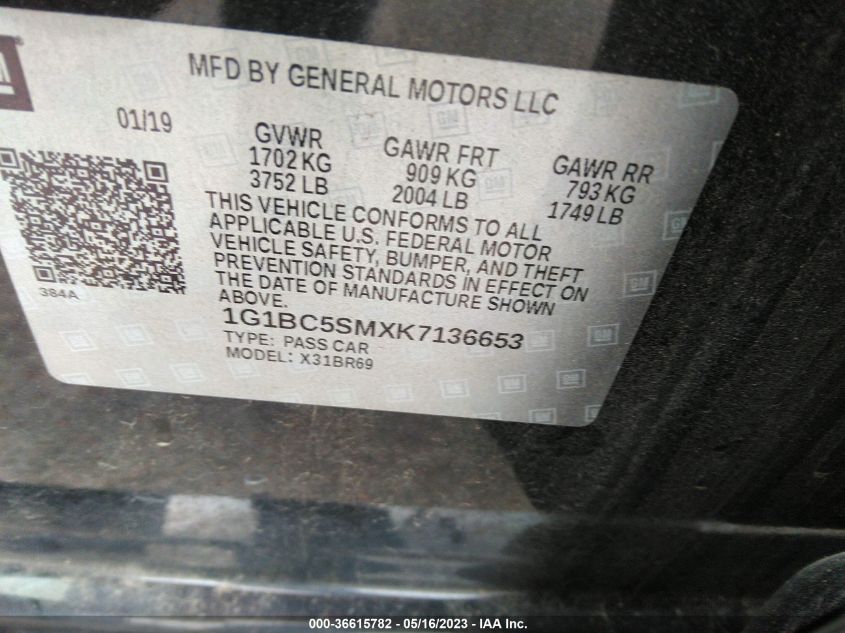 GM
MFD BY GENERAL MOTORS LLC
01/19
GVWR
1702 KG
3752 LB
GAWR FRT
909 KG
2004 LB
GAWR RR
793 KG
1749 LB
THIS VEHICLE CONFORMS TO ALL
APPLICABLE U.S. FEDERAL MOTOR
VEHICLE SAFETY, BUMPER, AND THEFT
PREVENTION STANDARDS IN EFFECT ON
THE DATE OF MANUFACTURE SHOWN
ABOVE.
384A
1G1BC5SMXK7136653
TYPE: PASS CAR
MODEL: X31BR69
000-36615782 - 05/16/2023 - IAA Inc.